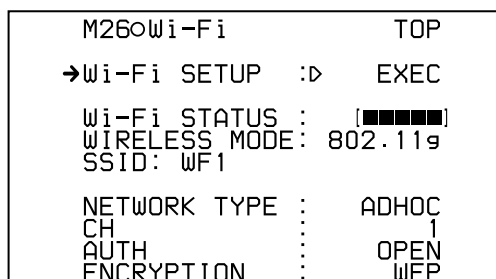 M26○Wi-Fi TOP
➔Wi-Fi SETUP :▷ EXEC
Wi-Fi STATUS : [■■■■■]
WIRELESS MODE: 802.11g
SSID: WF1
NETWORK TYPE : ADHOC
CH : 1
AUTH : OPEN
ENCRYPTION : WEP